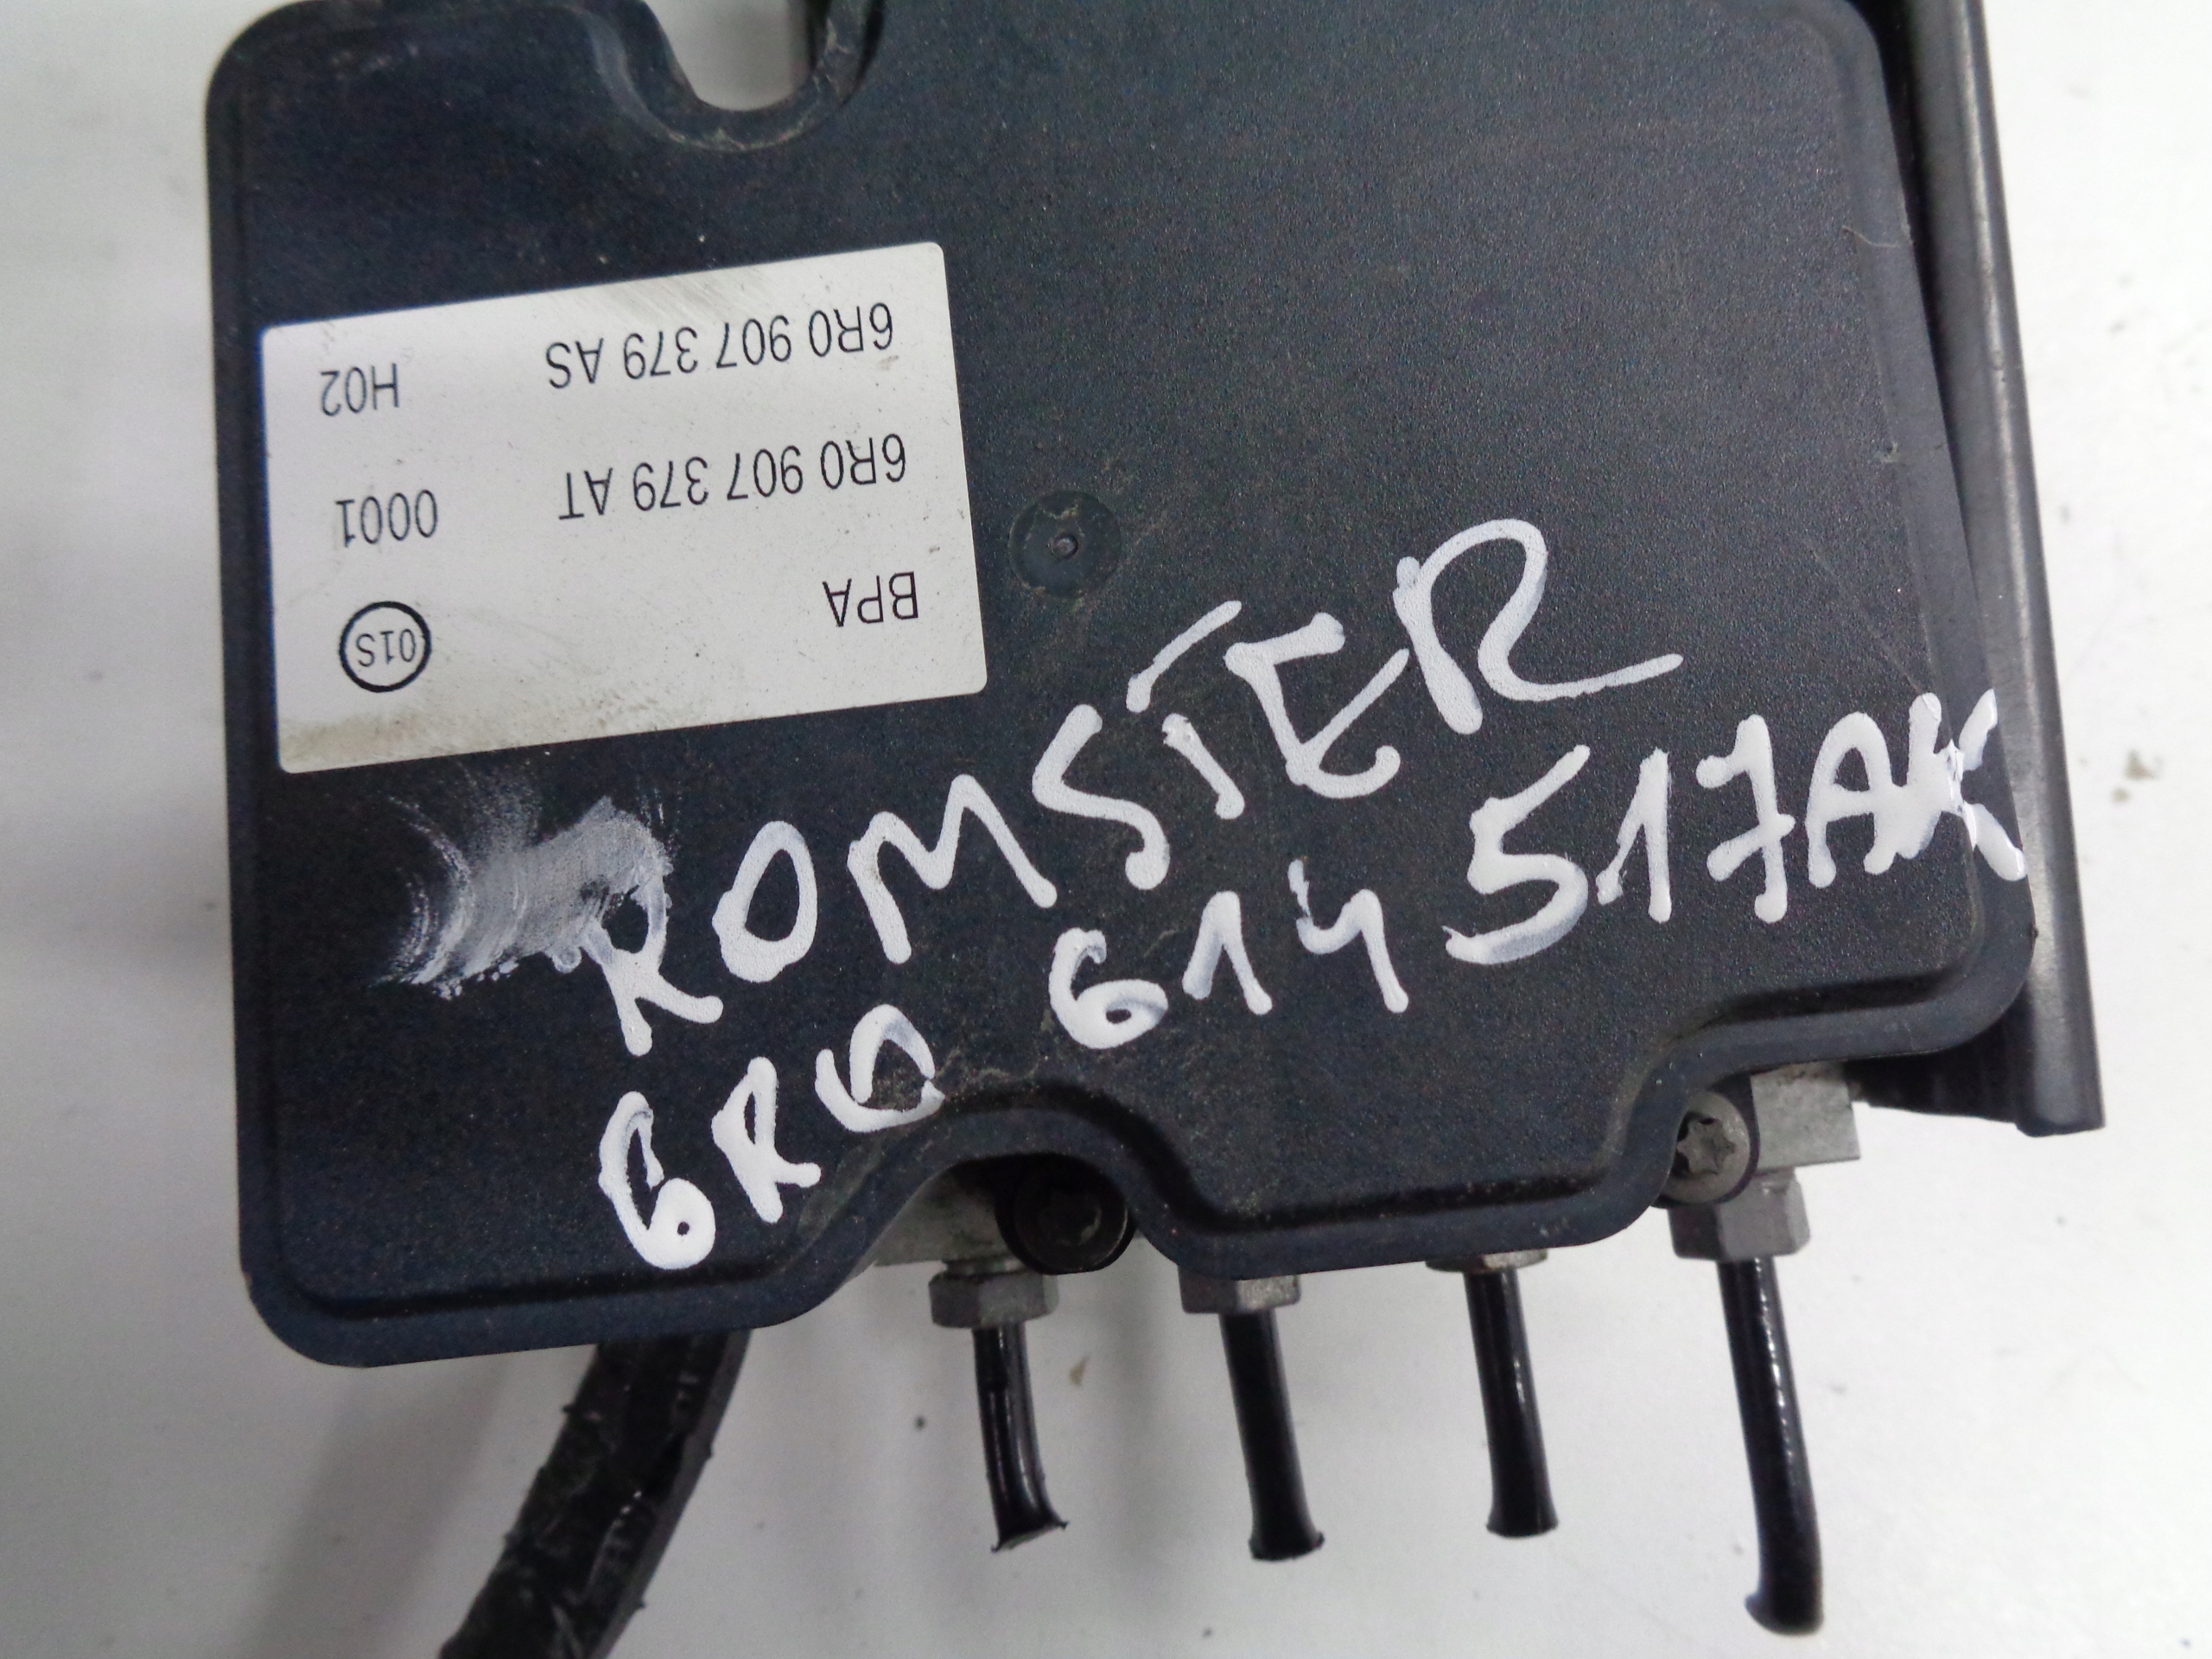 6R0 907 379 AS H02
6R0 907 379 AT 0001
BPA 01S
ROMSTER
6R0 614 517AK